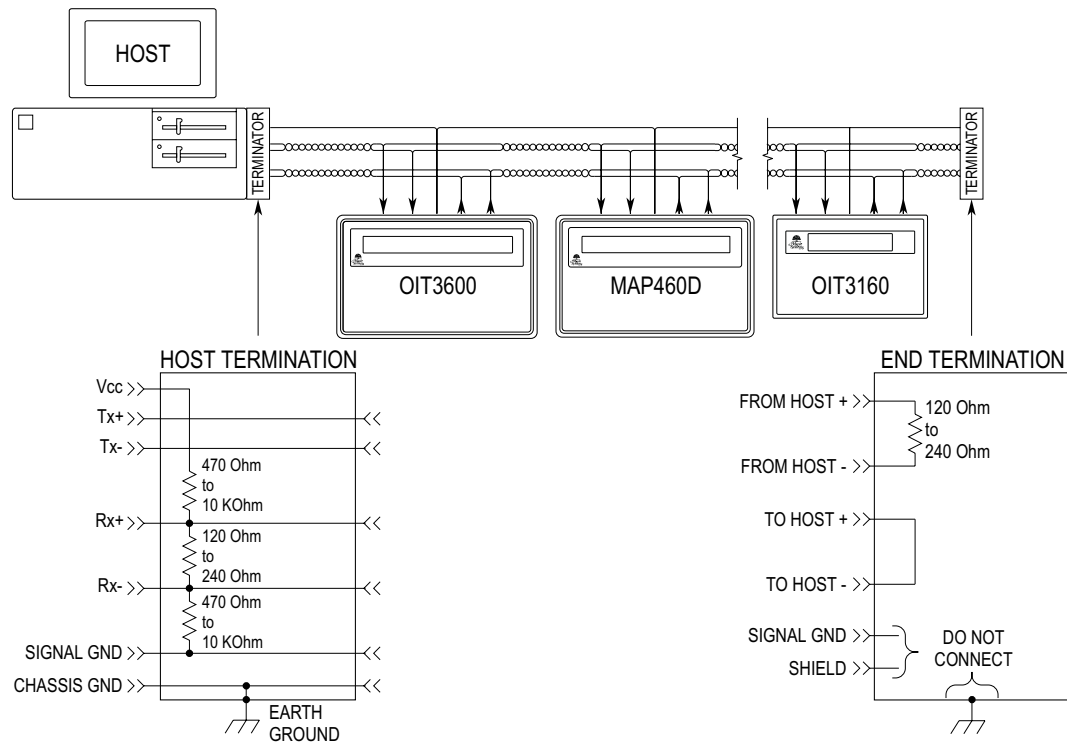 HOST
TERMINATOR
TERMINATOR
OIT3600
MAP460D
OIT3160
HOST TERMINATION
Vcc
Tx+
Tx-
470 Ohm
to
10 KOhm
Rx+
120 Ohm
to
240 Ohm
Rx-
470 Ohm
to
10 KOhm
SIGNAL GND
CHASSIS GND
EARTH
GROUND
END TERMINATION
FROM HOST +
120 Ohm
to
240 Ohm
FROM HOST -
TO HOST +
TO HOST -
SIGNAL GND
SHIELD
DO NOT
CONNECT